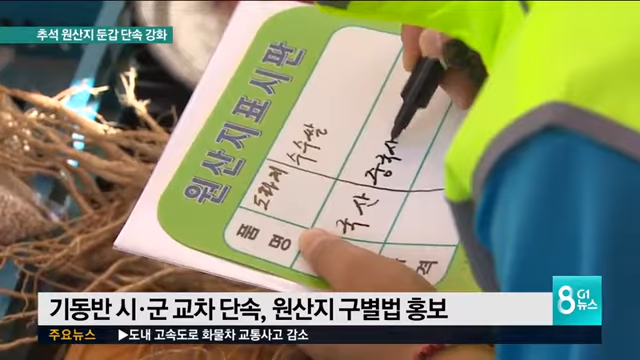 추석 원산지 둔갑 단속 강화
원산지표시판
품명
도라지 수수쌀
국산 중국산
격
기동반 시·군 교차 단속, 원산지 구별법 홍보
8 G1
뉴스
주요뉴스 ▶도내 고속도로 화물차 교통사고 감소